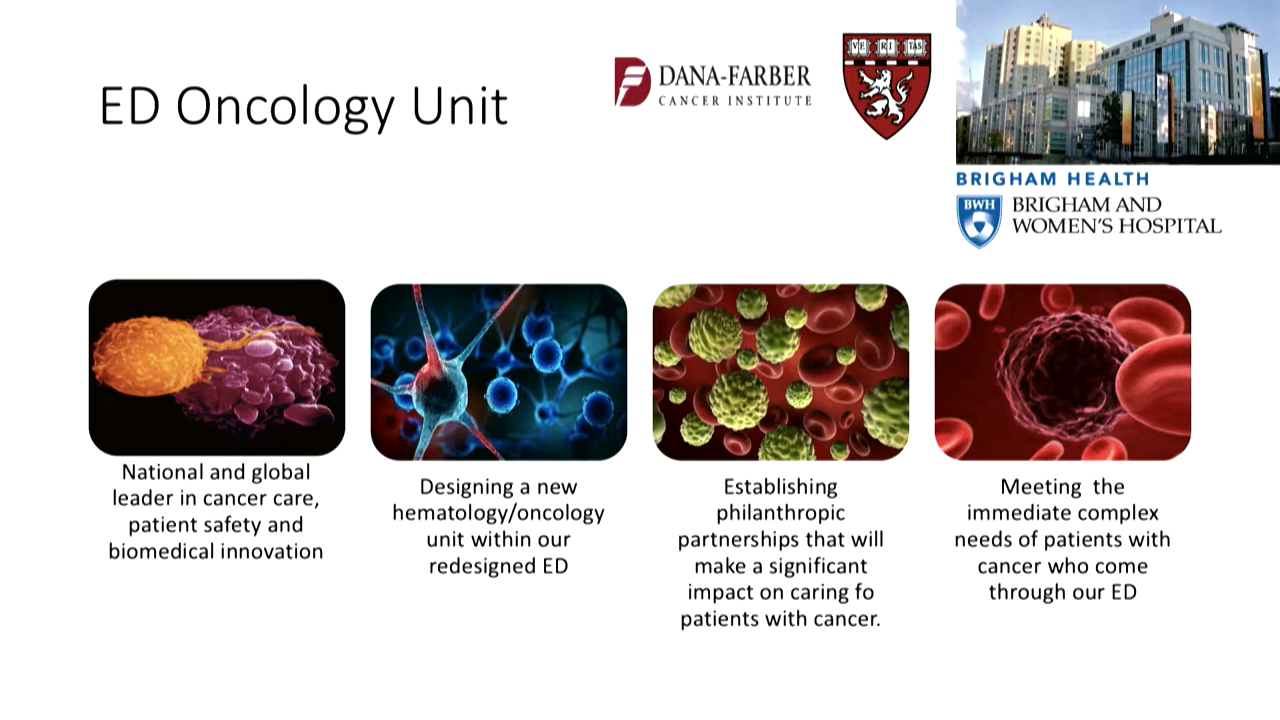 ED Oncology Unit
DANA-FARBER
CANCER INSTITUTE
VE RI TAS
BRIGHAM HEALTH
BWH
BRIGHAM AND
WOMEN'S HOSPITAL
National and global
leader in cancer care,
patient safety and
biomedical innovation
Designing a new
hematology/oncology
unit within our
redesigned ED
Establishing
philanthropic
partnerships that will
make a significant
impact on caring fo
patients with cancer.
Meeting  the
immediate complex
needs of patients with
cancer who come
through our ED